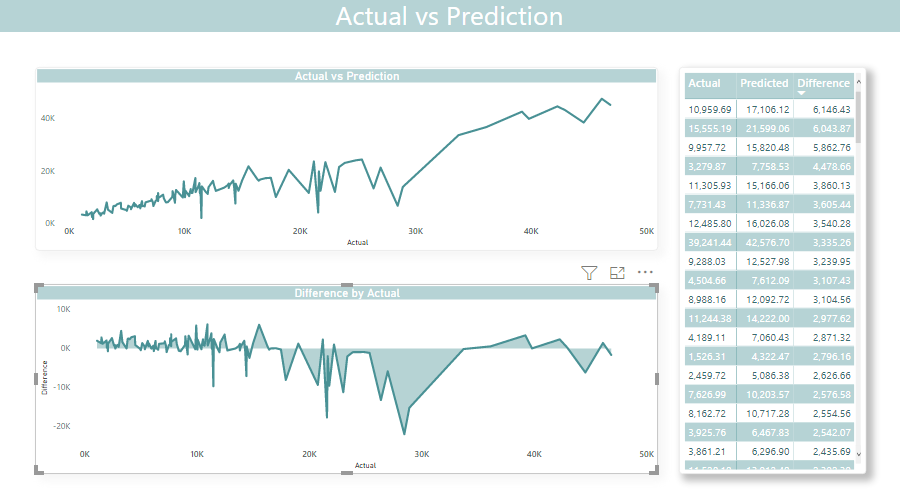 Actual vs Prediction
Actual vs Prediction
40K
20K
0K
0K 10K 20K 30K 40K 50K
Actual
Difference by Actual
10K
0K
-10K
-20K
Difference
0K 10K 20K 30K 40K 50K
Actual
Actual Predicted Difference
10,959.69 17,106.12 6,146.43
15,555.19 21,599.06 6,043.87
9,957.72 15,820.48 5,862.76
3,279.87 7,758.53 4,478.66
11,305.93 15,166.06 3,860.13
7,731.43 11,336.87 3,605.44
12,485.80 16,026.08 3,540.28
39,241.44 42,576.70 3,335.26
9,288.03 12,527.98 3,239.95
4,504.66 7,612.09 3,107.43
8,988.16 12,092.72 3,104.56
11,244.38 14,222.00 2,977.62
4,189.11 7,060.43 2,871.32
1,526.31 4,322.47 2,796.16
2,459.72 5,086.38 2,626.66
7,626.99 10,203.57 2,576.58
8,162.72 10,717.28 2,554.56
3,925.76 6,467.83 2,542.07
3,861.21 6,296.90 2,435.69